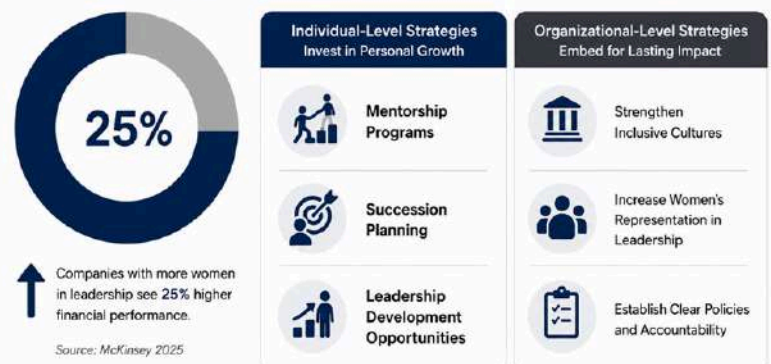 25%
Companies with more women
in leadership see 25% higher
financial performance.
Source: McKinsey 2025
Individual-Level Strategies
Invest in Personal Growth
Mentorship
Programs
Succession
Planning
Leadership
Development
Opportunities
Organizational-Level Strategies
Embed for Lasting Impact
Strengthen
Inclusive Cultures
Increase Women's
Representation in
Leadership
Establish Clear Policies
and Accountability